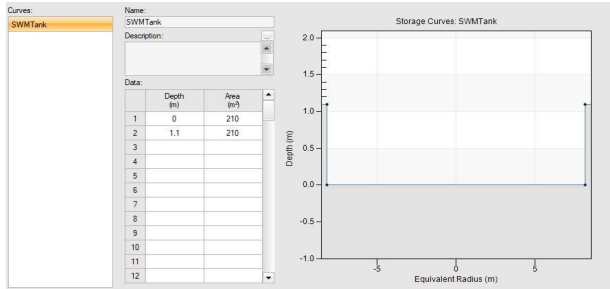 Curves:
SWMTank
Name:
SWMTank
Description:
...
Data:
Depth (m) Area (m²)
1 0 210
2 1.1 210
3
4
5
6
7
8
9
10
11
12
Storage Curves: SWMTank
Depth (m)
2.0
1.5
1.0
0.5
0.0
-0.5
-1.0
-5 0 5
Equivalent Radius (m)